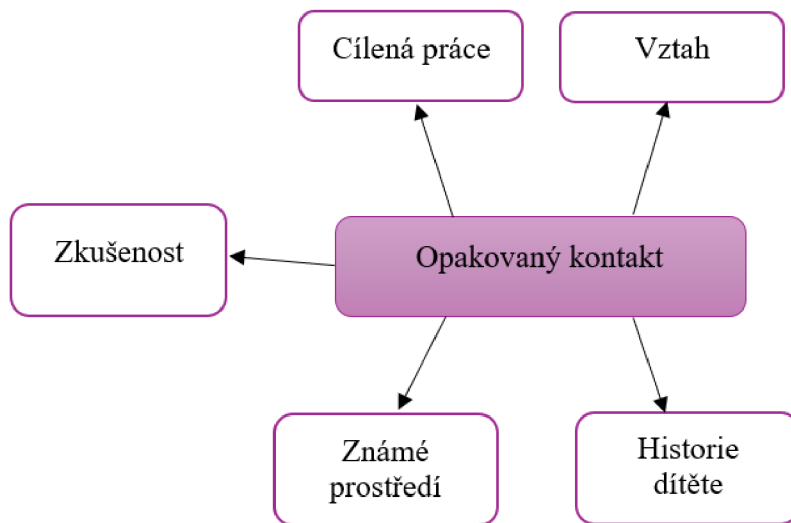 Cílená práce
Vztah
Zkušenost
Opakovaný kontakt
Známé
prostředí
Historie
dítěte